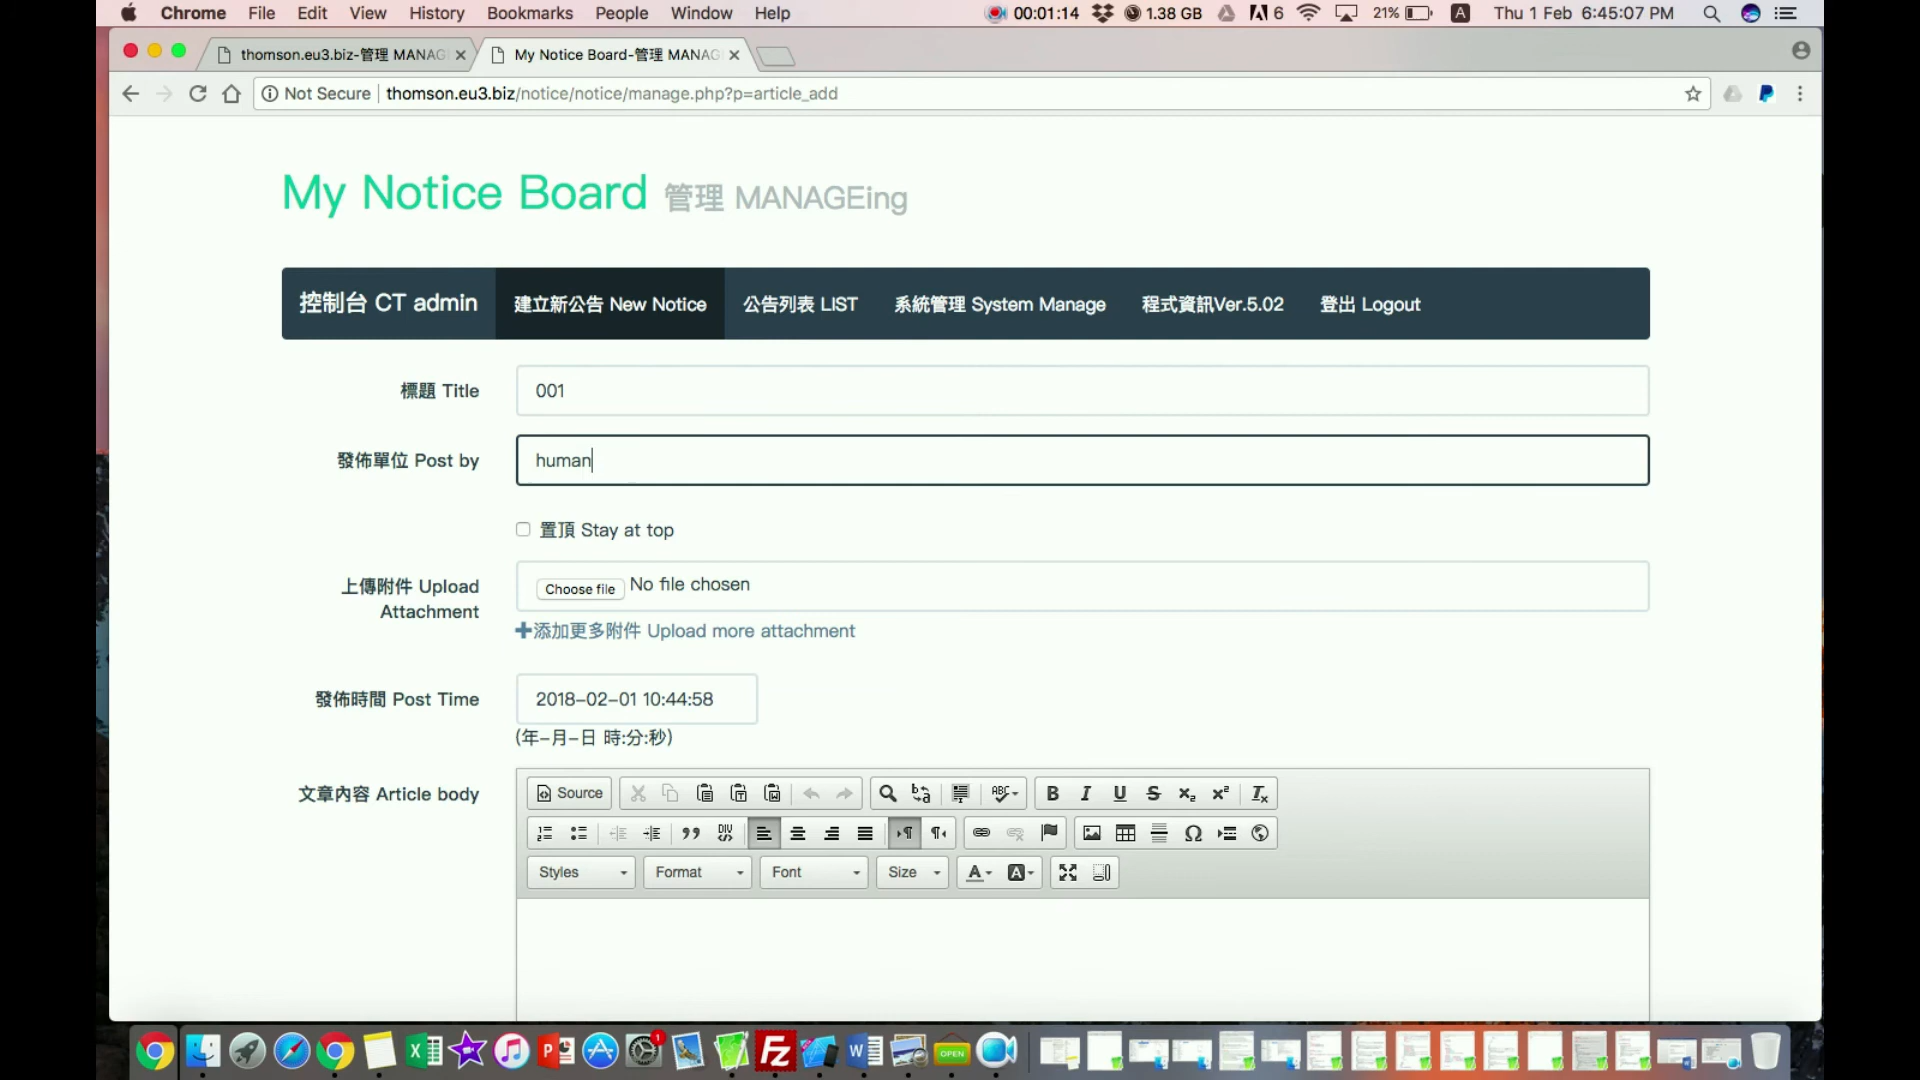 Chrome File Edit View History Bookmarks People Window Help 00:01:14 1.38 GB 6 21% A Thu 1 Feb 6:45:07 PM
thomson.eu3.biz-管理 MANAG My Notice Board-管理 MANAG
Not Secure thomson.eu3.biz/notice/notice/manage.php?p=article_add
My Notice Board 管理 MANAGEing
控制台 CT admin 建立新公告 New Notice 公告列表 LIST 系統管理 System Manage 程式資訊Ver.5.02 登出 Logout
標題 Title 001
發佈單位 Post by human
置頂 Stay at top
上傳附件 Upload Attachment Choose file No file chosen
添加更多附件 Upload more attachment
發佈時間 Post Time 2018-02-01 10:44:58
(年-月-日 時:分:秒)
文章內容 Article body
Source
Styles Format Font Size
OPEN